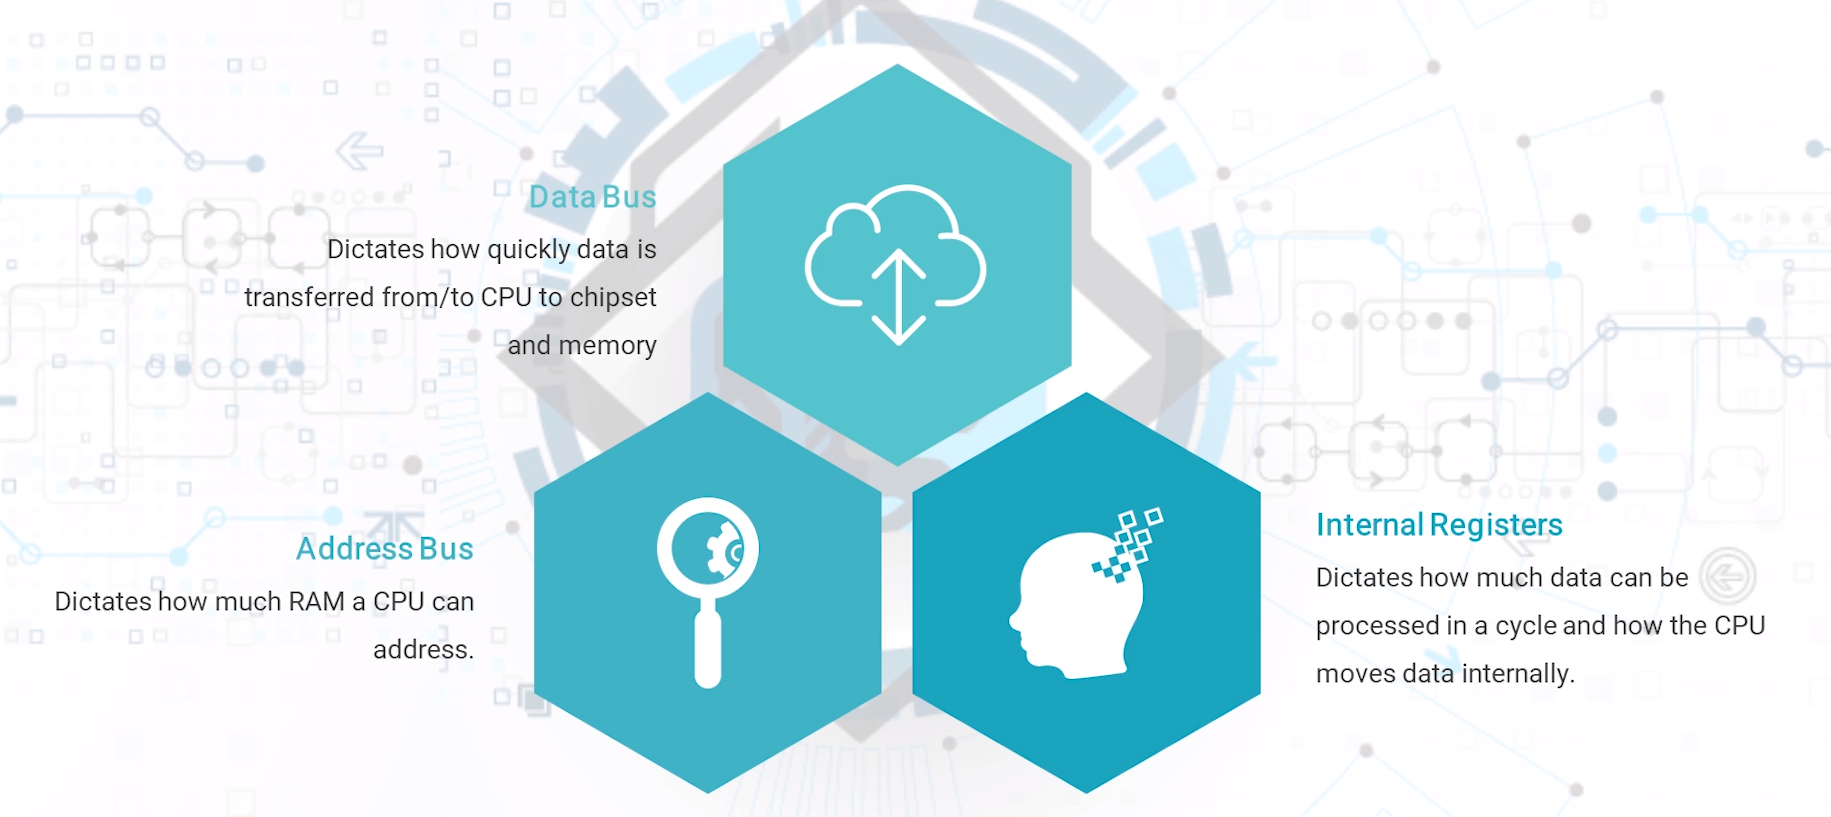 Data Bus
Dictates how quickly data is
transferred from/to CPU to chipset
and memory
Address Bus
Dictates how much RAM a CPU can
address.
Internal Registers
Dictates how much data can be
processed in a cycle and how the CPU
moves data internally.